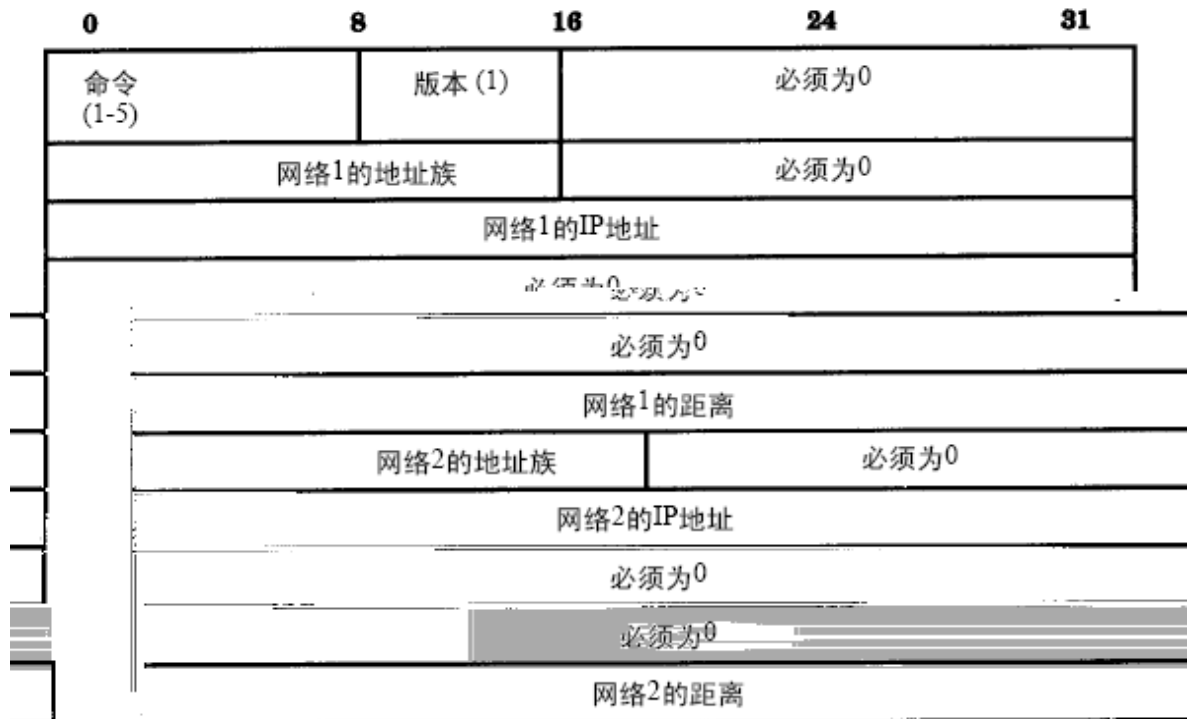 0 8 16 24 31
命令 版本 (1) 必须为0
(1-5)
网络1的地址族 必须为0
网络1的IP地址
必须为0
必须为0
网络1的距离
网络2的地址族 必须为0
网络2的IP地址
必须为0
必须为0
网络2的距离